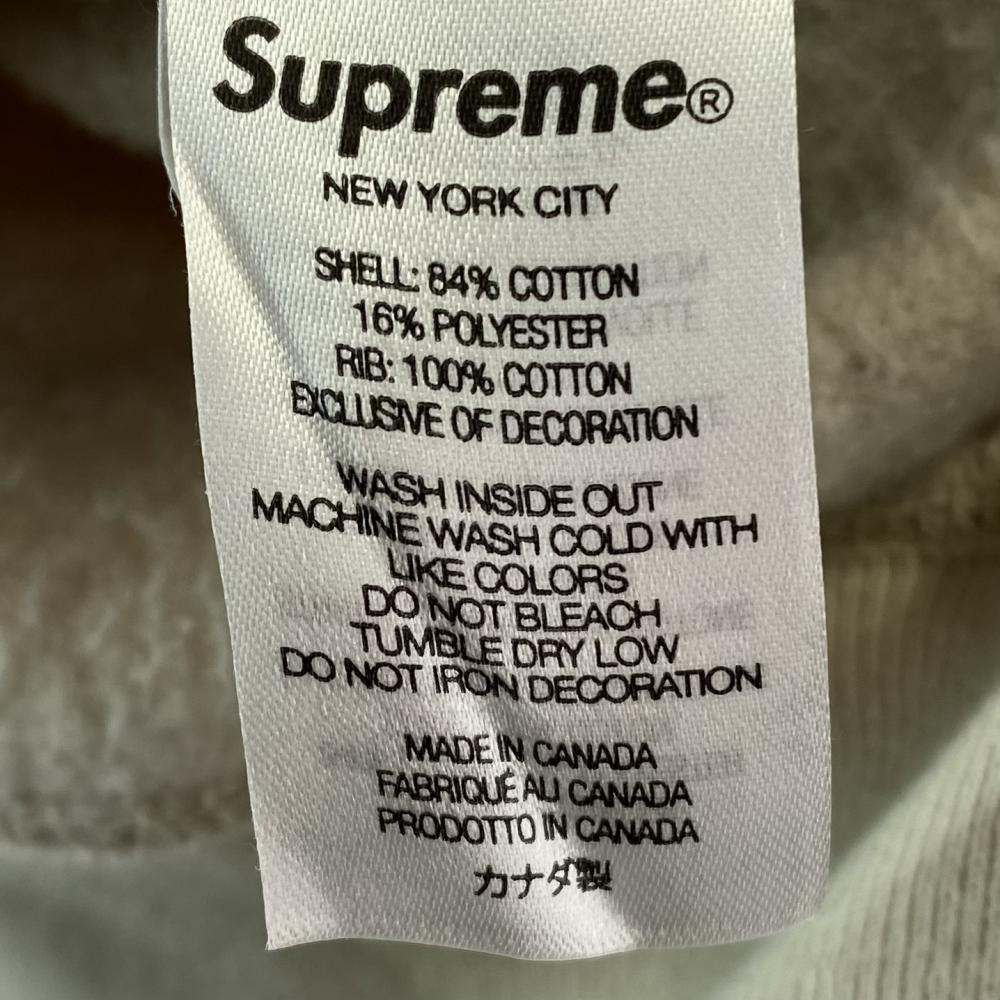 Supreme®
NEW YORK CITY
SHELL: 84% COTTON
16% POLYESTER
RIB: 100% COTTON
EXCLUSIVE OF DECORATION
WASH INSIDE OUT
MACHINE WASH COLD WITH
LIKE COLORS
DO NOT BLEACH
TUMBLE DRY LOW
DO NOT IRON DECORATION
MADE IN CANADA
FABRIQUÉ AU CANADA
PRODOTTO IN CANADA
カナダ製